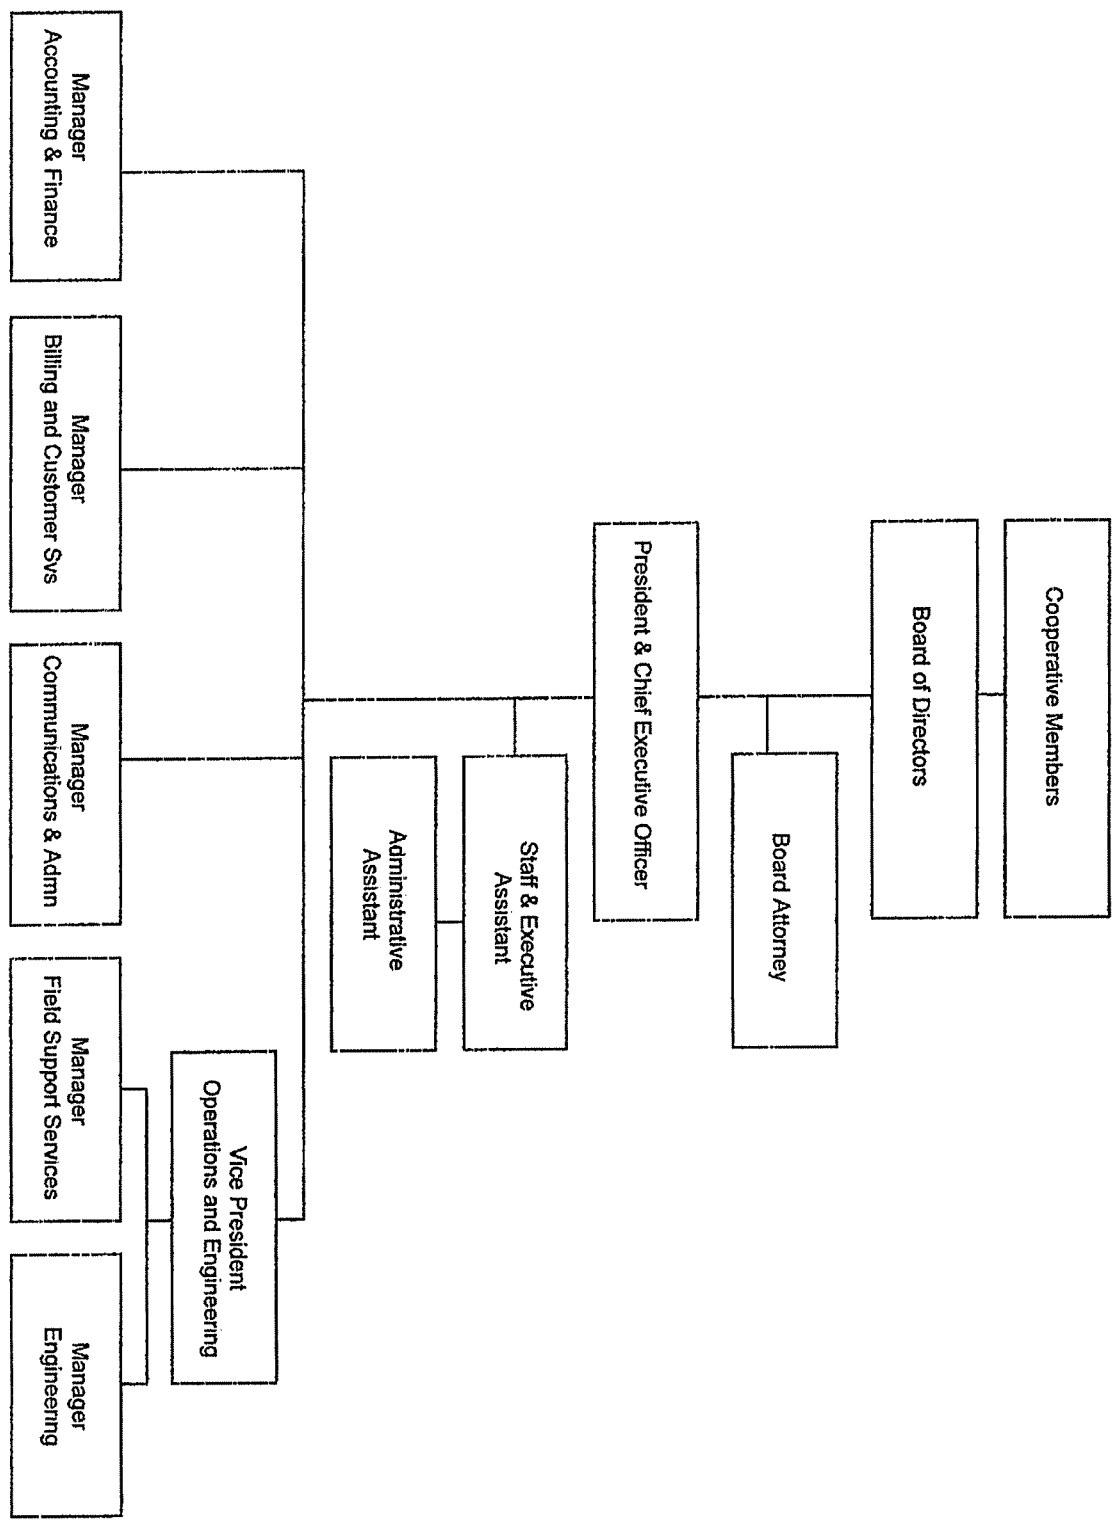 Cooperative Members
Board of Directors
Board Attorney
President & Chief Executive Officer
Staff & Executive
Assistant
Administrative
Assistant
Vice President
Operations and Engineering
Manager
Accounting & Finance
Manager
Billing and Customer Svs
Manager
Communications & Admn
Manager
Field Support Services
Manager
Engineering